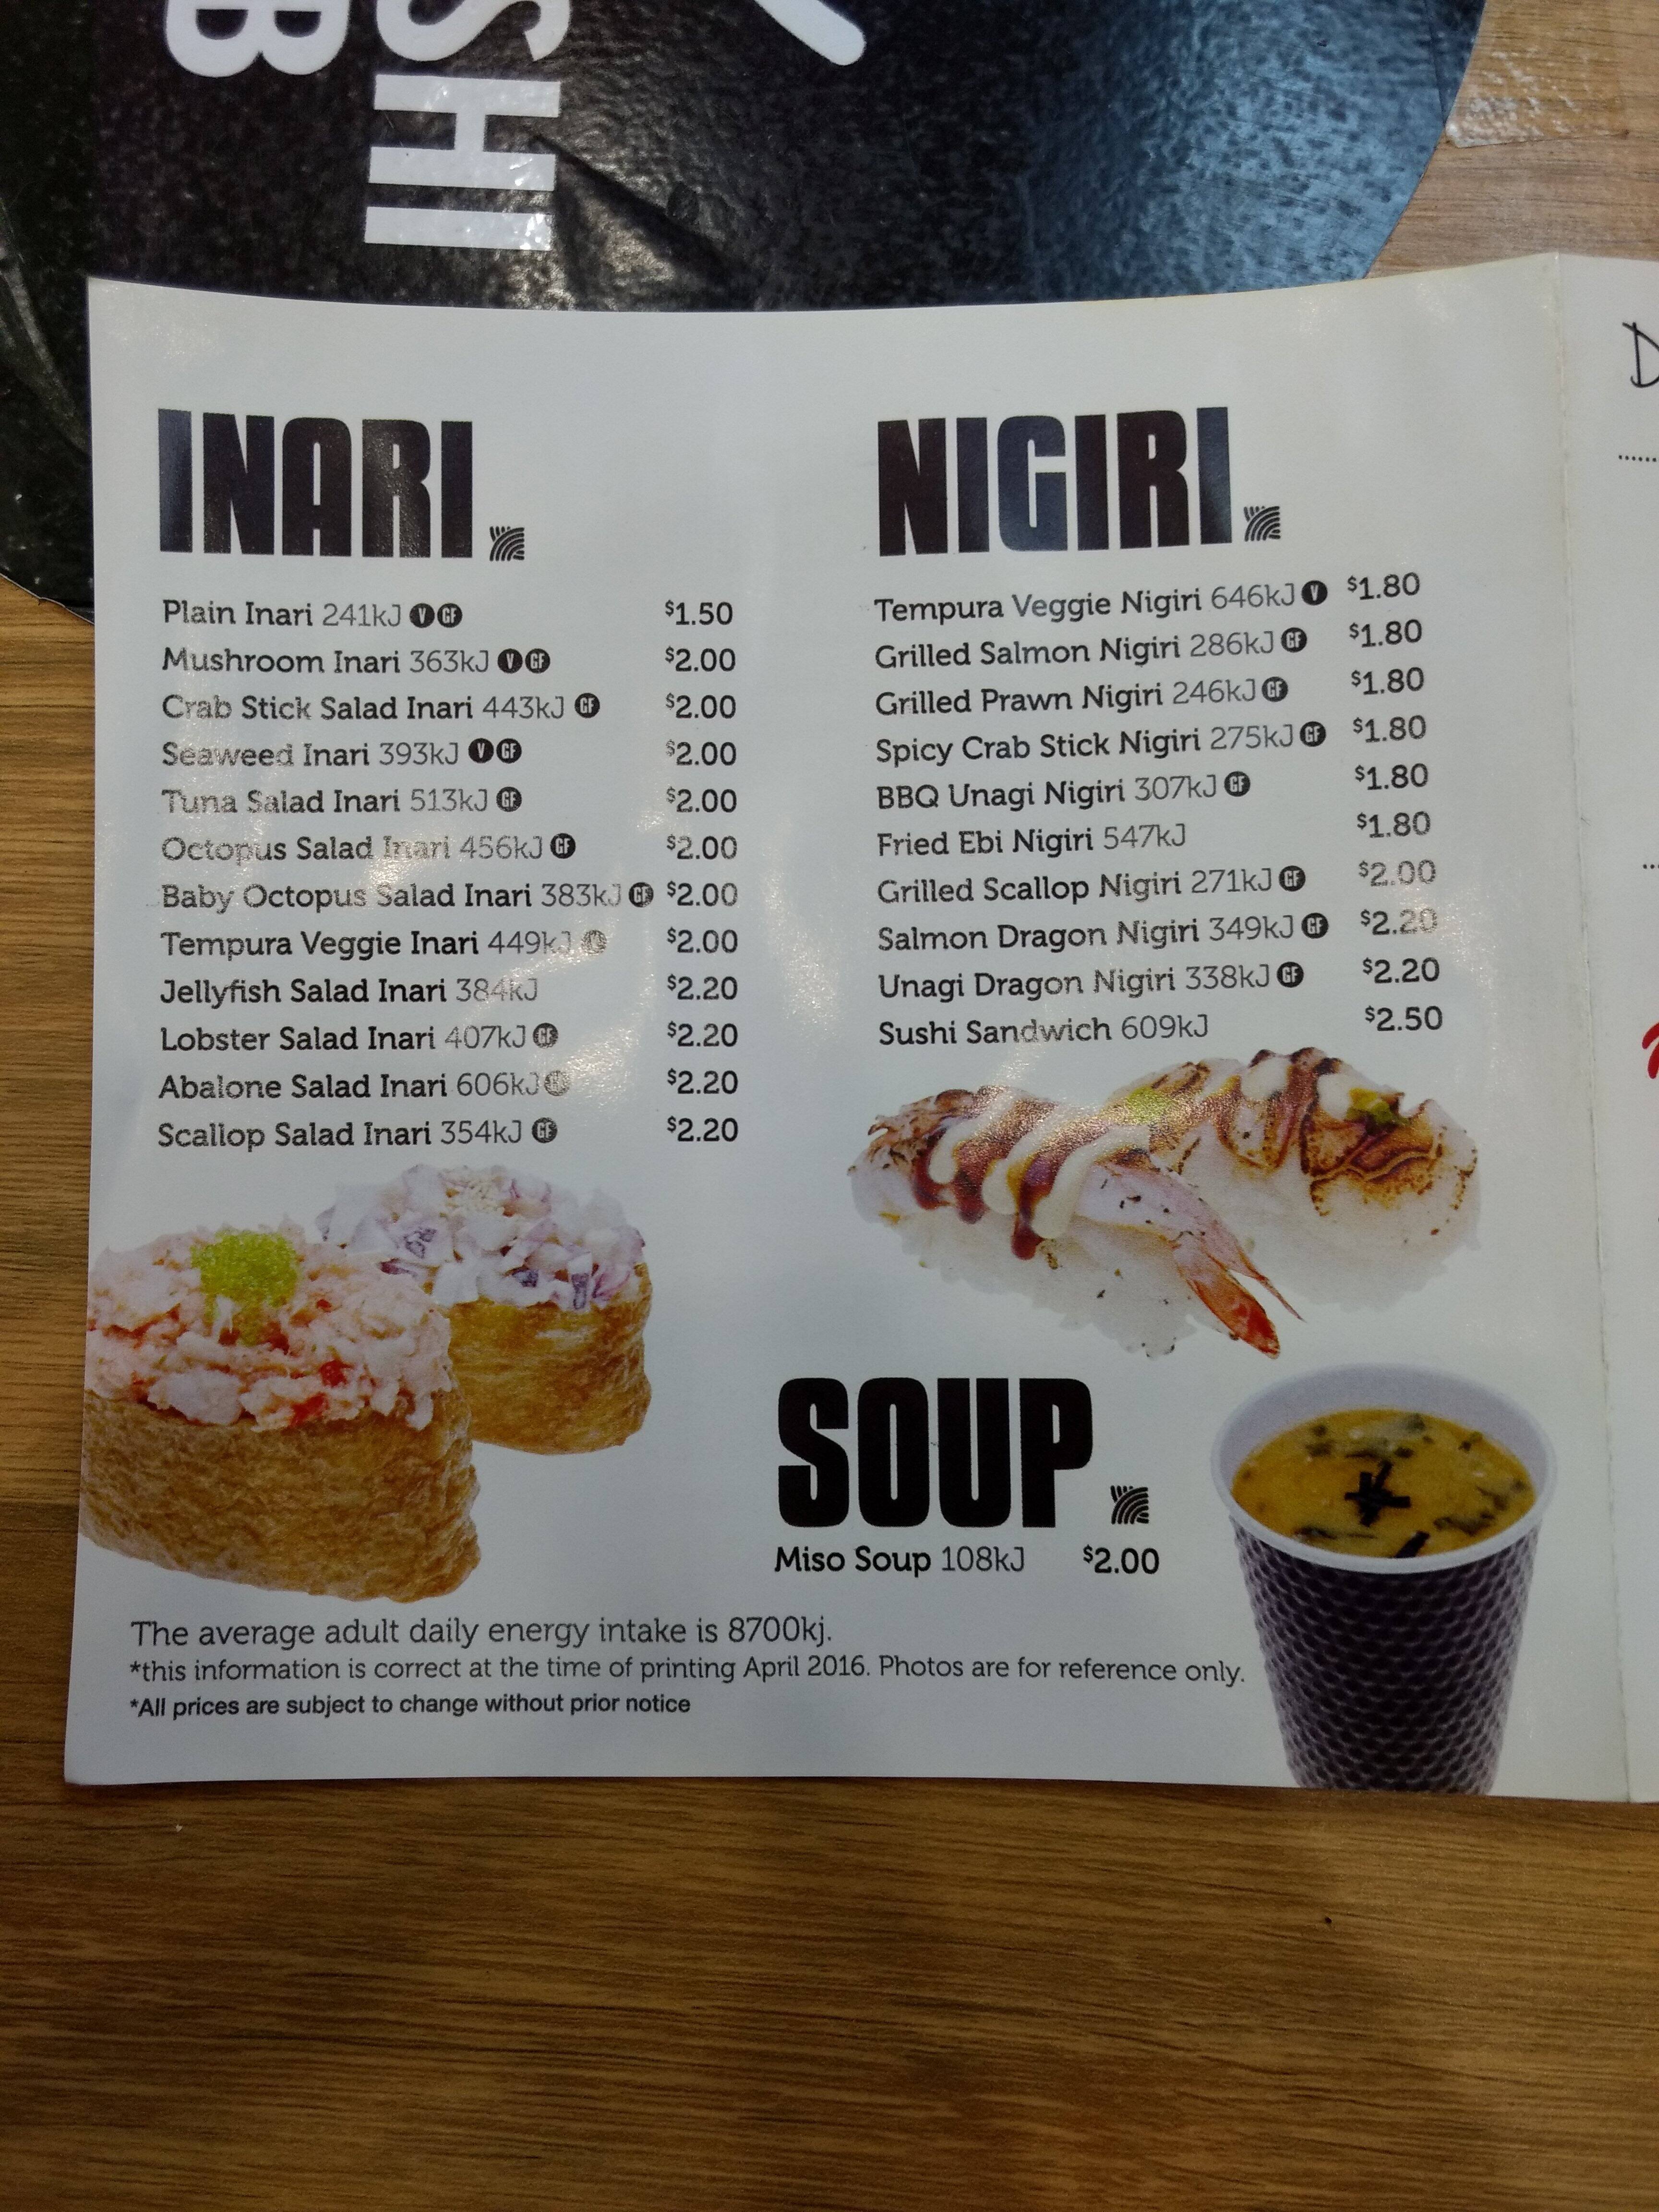 SHI
B
INARI
Plain Inari 241kJ V GF $1.50
Mushroom Inari 363kJ V GF $2.00
Crab Stick Salad Inari 443kJ GF $2.00
Seaweed Inari 393kJ V GF $2.00
Tuna Salad Inari 513kJ GF $2.00
Octopus Salad Inari 456kJ GF $2.00
Baby Octopus Salad Inari 383kJ GF $2.00
Tempura Veggie Inari 449kJ $2.00
Jellyfish Salad Inari 384kJ $2.20
Lobster Salad Inari 407kJ GF $2.20
Abalone Salad Inari 606kJ $2.20
Scallop Salad Inari 354kJ GF $2.20
NIGIRI
Tempura Veggie Nigiri 646kJ V $1.80
Grilled Salmon Nigiri 286kJ GF $1.80
Grilled Prawn Nigiri 246kJ GF $1.80
Spicy Crab Stick Nigiri 275kJ GF $1.80
BBQ Unagi Nigiri 307kJ GF $1.80
Fried Ebi Nigiri 547kJ $1.80
Grilled Scallop Nigiri 271kJ GF $2.00
Salmon Dragon Nigiri 349kJ GF $2.20
Unagi Dragon Nigiri 338kJ GF $2.20
Sushi Sandwich 609kJ $2.50
SOUP
Miso Soup 108kJ $2.00
The average adult daily energy intake is 8700kj.
*this information is correct at the time of printing April 2016. Photos are for reference only.
*All prices are subject to change without prior notice